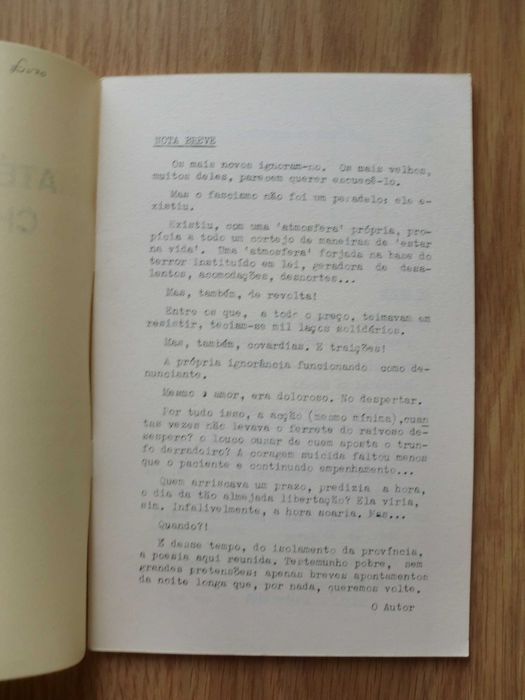 NOTA BREVE
Os mais novos ignoram-no. Os mais velhos,
muitos deles, parecem querer escusê-lo.
Mas o fascismo não foi um pesadelo: ele e-
xistiu.
Existiu, com uma 'atmosfera' própria, pro-
pícia a todo um cortejo de maneiras de 'estar
na vida'. Uma 'atmosfera' forjada na base do
terror instituído em lei, geradora de desa-
lentos, acomodações, desnortes...
Mas, também, de revolta!
Entre os que, a todo o preço, teimavam em
resistir, teciam-se mil laços solidários.
Mas, também, covardias. E traições!
A própria ignorância funcionando como de-
nunciante.
Mesmo o amor, era doloroso. No despertar.
Por tudo isso, a acção (mesmo mínima), quan
tas vezes não levava o ferrete do raivoso de-
sespero? o louco ousar de quem aposta o trun-
fo derradeiro? A coragem suicida faltou menos
que o paciente e continuado empenhamento...
Quem arriscava um prazo, predizia a hora,
o dia da tão almejada libertação? Ela viria,
sim. Infalivelmente, a hora soaria. Mas...
Quando?!
É desse tempo, do isolamento da província,
a poesia aqui reunida. Testemunho pobre, sem
grandes pretensões: apenas breves apontamentos
da noite longa que, por nada, queremos volte.
O Autor